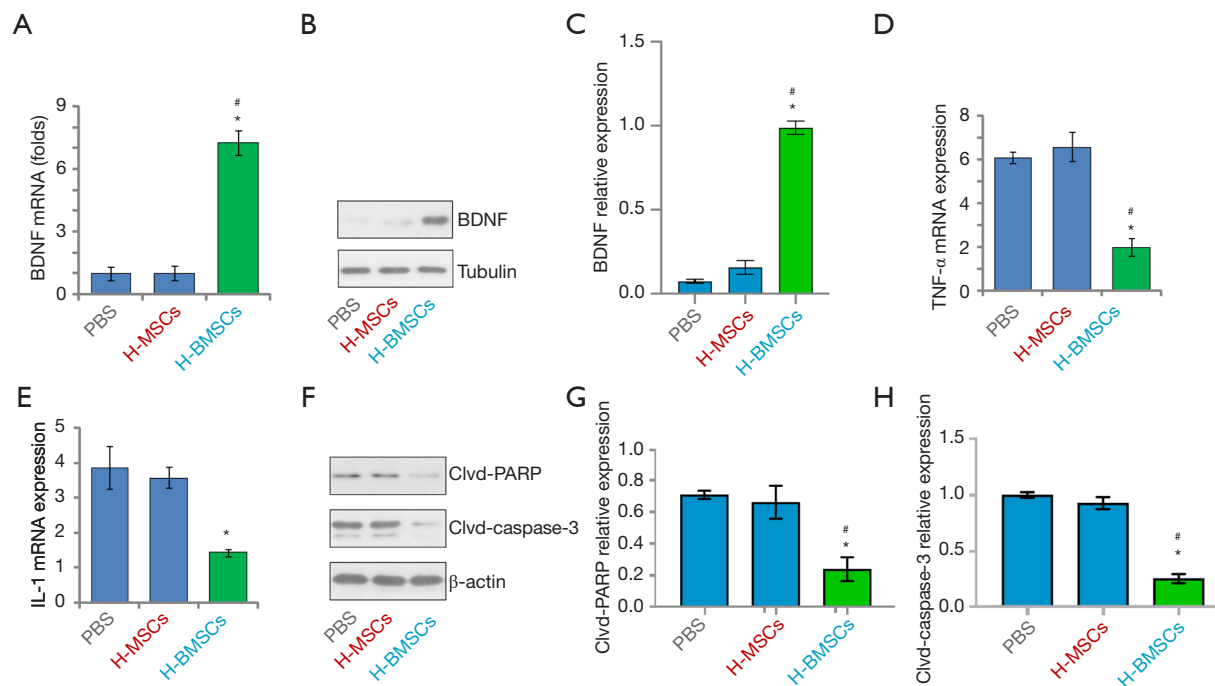 A
BDNF mRNA (folds)
9
7
5
3
1
0
#
*
PBS
H-MSCs
H-BMSCs
B
BDNF
Tubulin
PBS
H-MSCs
H-BMSCs
C
BDNF relative expression
1.5
1.0
0.5
0.0
#
*
PBS
H-MSCs
H-BMSCs
D
TNF-α mRNA expression
8
6
4
2
0
#
*
PBS
H-MSCs
H-BMSCs
E
IL-1 mRNA expression
5
4
3
2
1
0
*
PBS
H-MSCs
H-BMSCs
F
Clvd-PARP
Clvd-caspase-3
β-actin
PBS
H-MSCs
H-BMSCs
G
Clvd-PARP relative expression
1.0
0.8
0.6
0.4
0.2
0.0
#
*
PBS
H-MSCs
H-BMSCs
H
Clvd-caspase-3 relative expression
1.5
1.0
0.5
0.0
#
*
PBS
H-MSCs
H-BMSCs